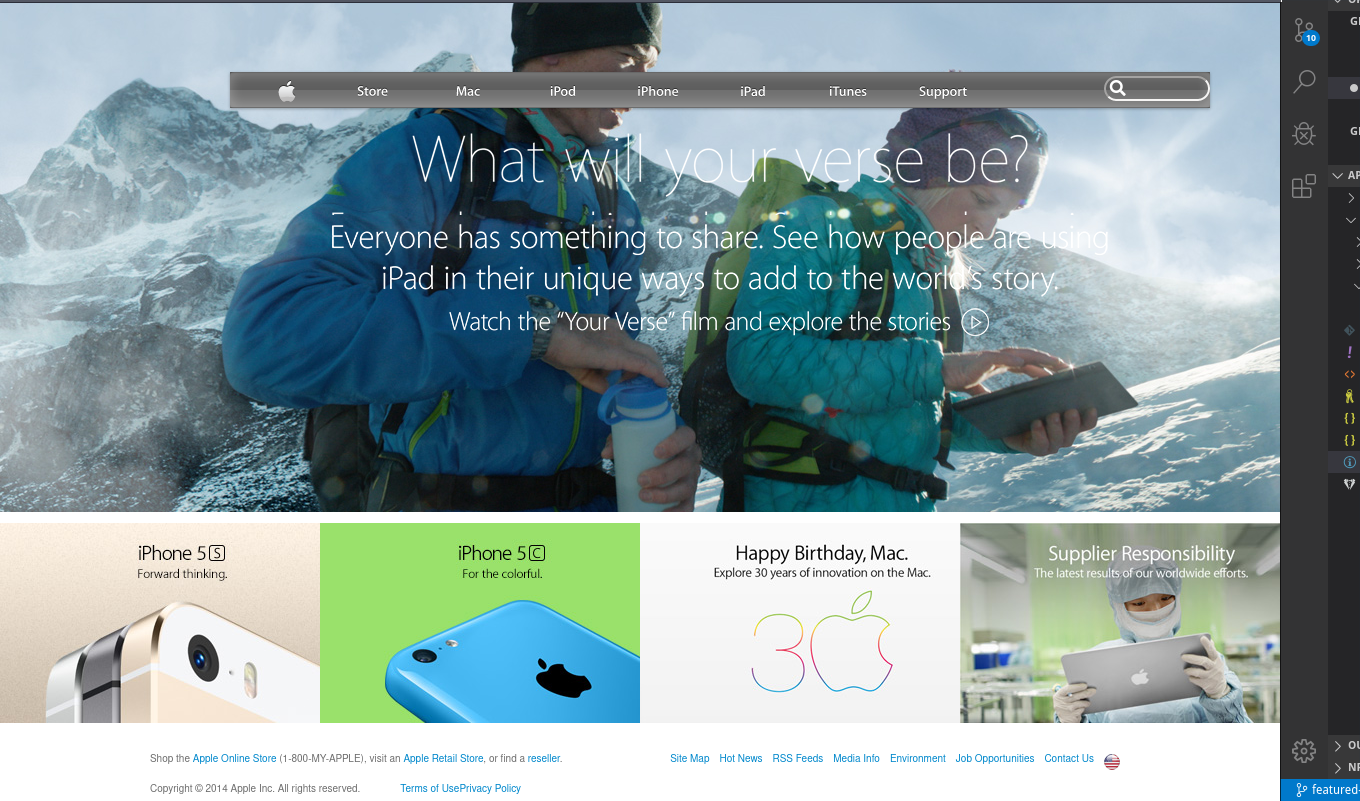 Store Mac iPod iPhone iPad iTunes Support
What will your verse be?
Everyone has something to share. See how people are using
iPad in their unique ways to add to the world's story.
Watch the “Your Verse” film and explore the stories
iPhone 5S
Forward thinking.
iPhone 5C
For the colorful.
Happy Birthday, Mac.
Explore 30 years of innovation on the Mac.
30
Supplier Responsibility
The latest results of our worldwide efforts.
Shop the Apple Online Store (1-800-MY-APPLE), visit an Apple Retail Store, or find a reseller.
Site Map Hot News RSS Feeds Media Info Environment Job Opportunities Contact Us
Copyright © 2014 Apple Inc. All rights reserved. Terms of UsePrivacy Policy
10
featured-